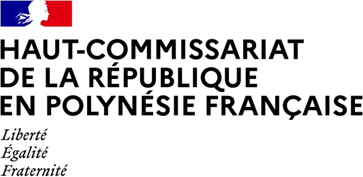 HAUT-COMMISSARIAT
DE LA RÉPUBLIQUE
EN POLYNÉSIE FRANÇAISE
Liberté
Égalité
Fraternité